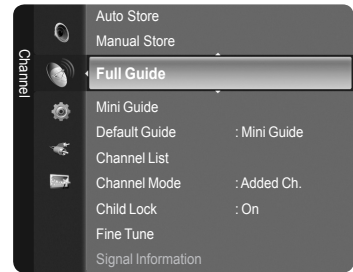 Channel
Auto Store
Manual Store
Full Guide
Mini Guide
Default Guide : Mini Guide
Channel List
Channel Mode : Added Ch.
Child Lock : On
Fine Tune
Signal Information